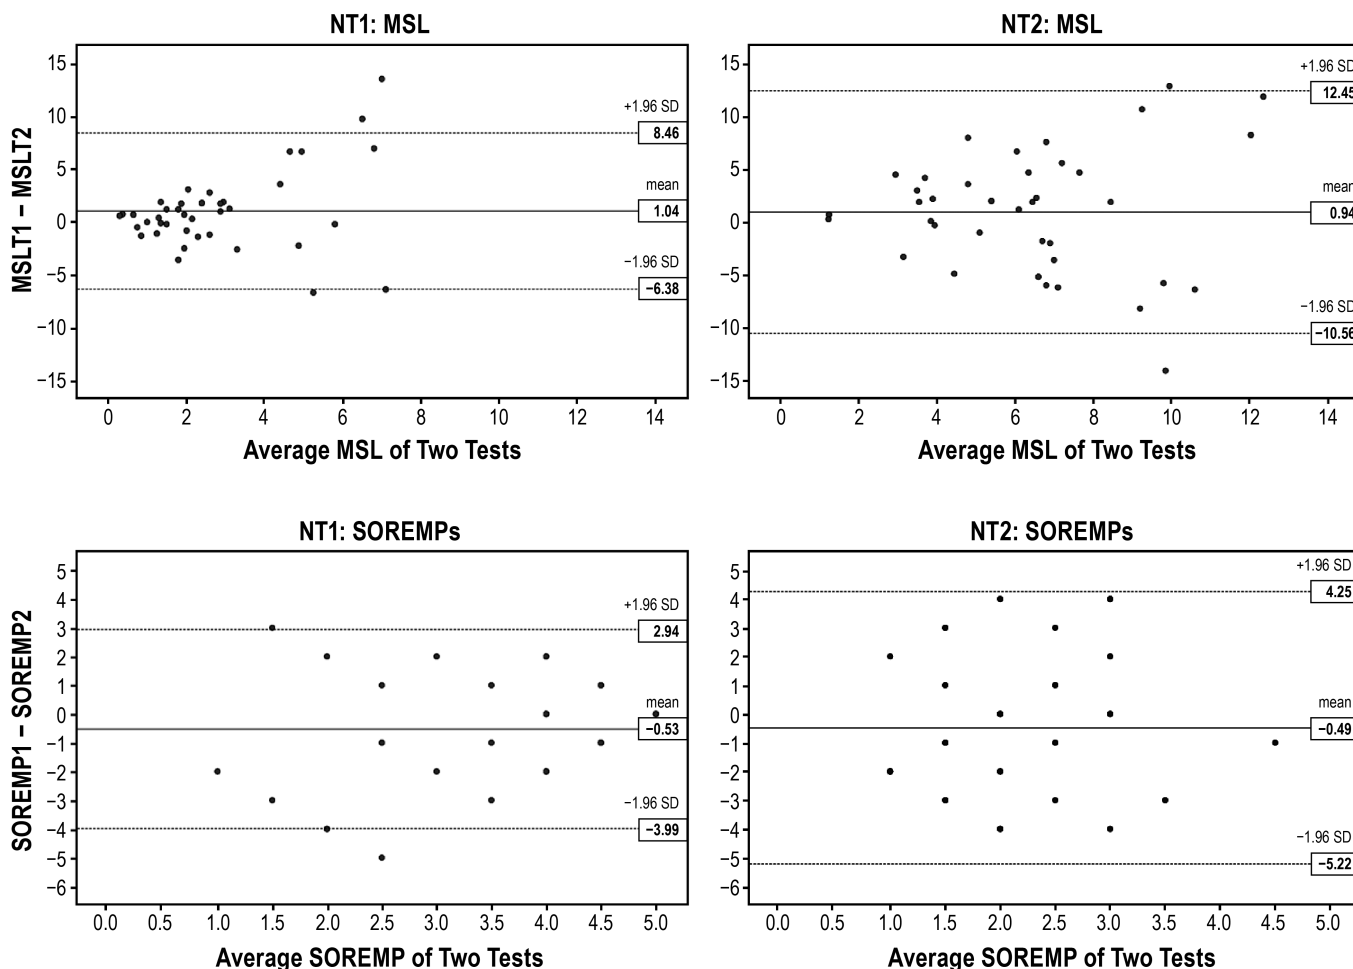 NT1: MSL
MSLT1 − MSLT2
15
10
5
0
−5
−10
−15
+1.96 SD
8.46
mean
1.04
−1.96 SD
−6.38
0 2 4 6 8 10 12 14
Average MSL of Two Tests
NT2: MSL
15
10
5
0
−5
−10
−15
+1.96 SD
12.45
mean
0.94
−1.96 SD
−10.56
0 2 4 6 8 10 12 14
Average MSL of Two Tests
NT1: SOREMPs
SOREMP1 − SOREMP2
5
4
3
2
1
0
−1
−2
−3
−4
−5
−6
+1.96 SD
2.94
mean
−0.53
−1.96 SD
−3.99
0.0 0.5 1.0 1.5 2.0 2.5 3.0 3.5 4.0 4.5 5.0
Average SOREMP of Two Tests
NT2: SOREMPs
5
4
3
2
1
0
−1
−2
−3
−4
−5
−6
+1.96 SD
4.25
mean
−0.49
−1.96 SD
−5.22
0.0 0.5 1.0 1.5 2.0 2.5 3.0 3.5 4.0 4.5 5.0
Average SOREMP of Two Tests